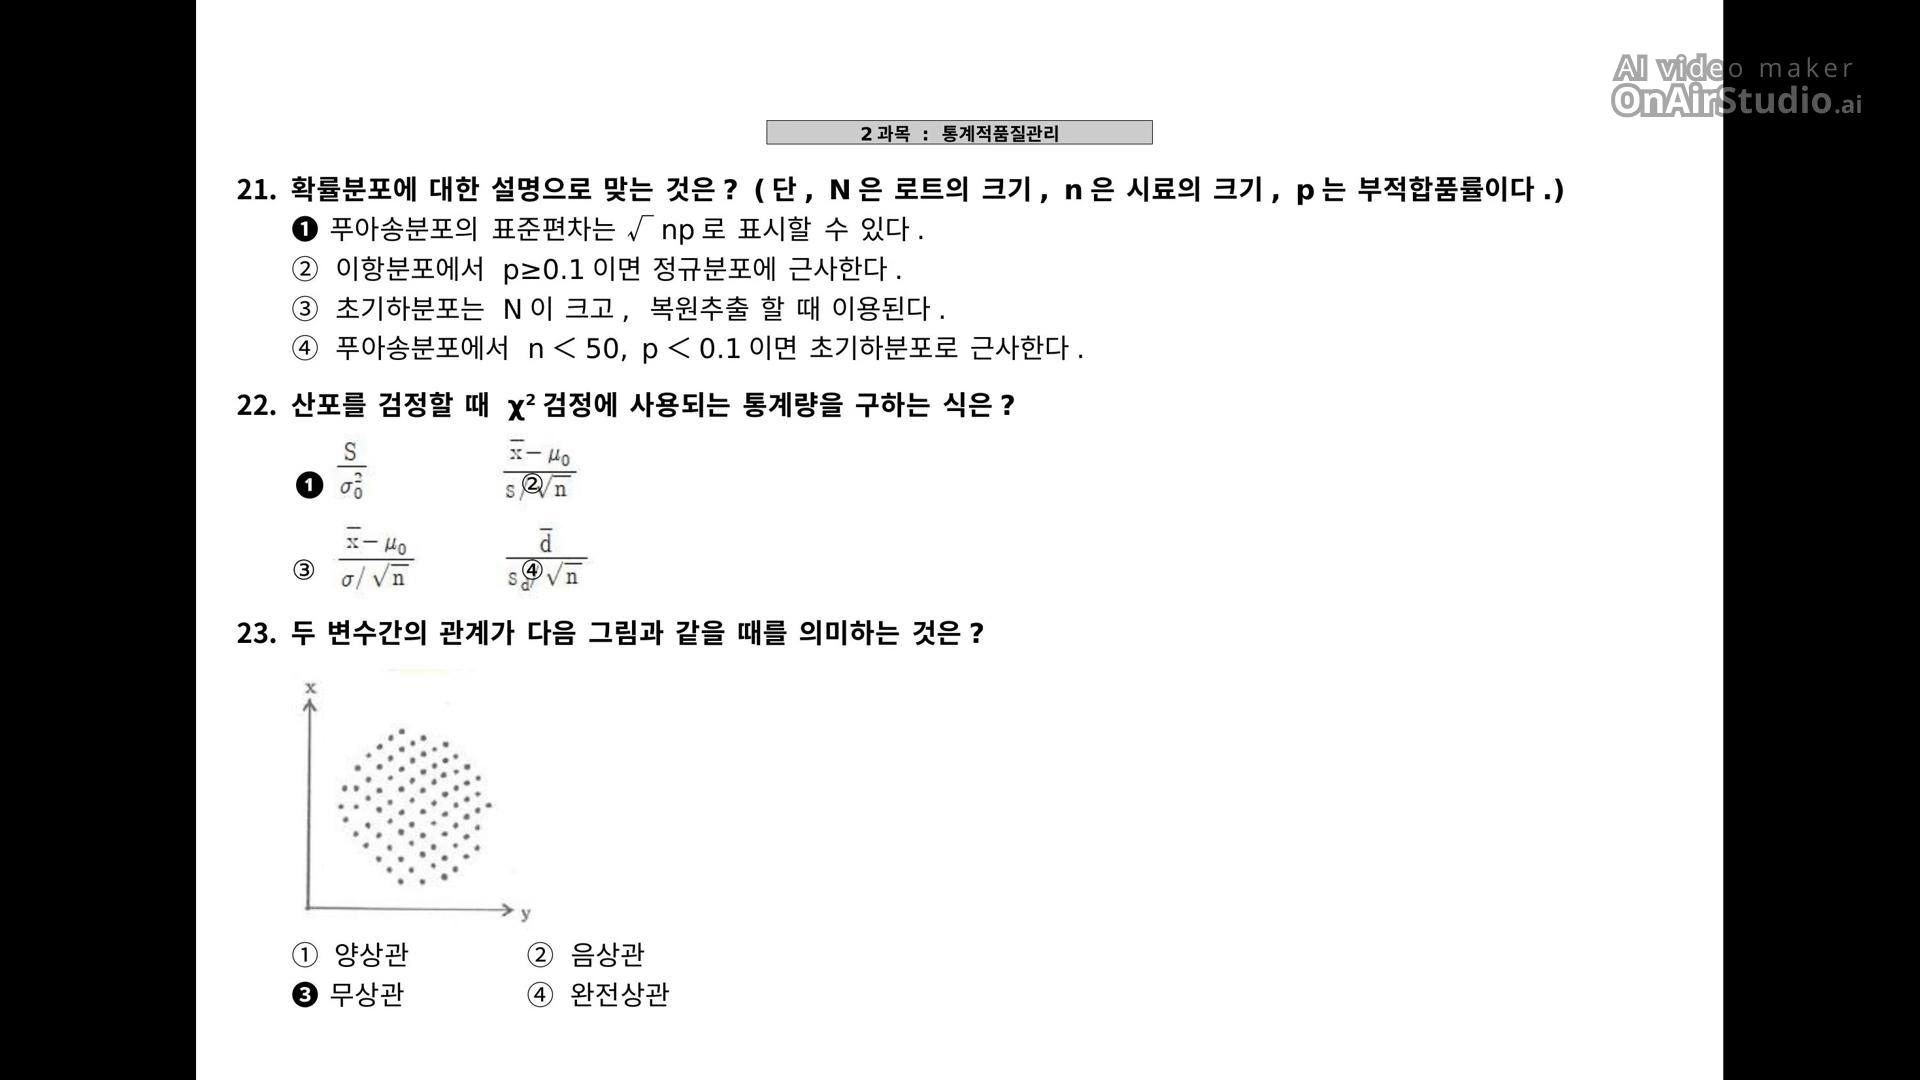 AI video maker
OnAirStudio.ai
2과목 : 통계적품질관리
21. 확률분포에 대한 설명으로 맞는 것은? (단, N은 로트의 크기, n은 시료의 크기, p는 부적합품률이다.)
❶ 푸아송분포의 표준편차는 √ np로 표시할 수 있다.
② 이항분포에서 p≥0.1이면 정규분포에 근사한다.
③ 초기하분포는 N이 크고, 복원추출 할 때 이용된다.
④ 푸아송분포에서 n＜50, p＜0.1이면 초기하분포로 근사한다.
22. 산포를 검정할 때 χ² 검정에 사용되는 통계량을 구하는 식은?
❶ S/σ₀² ② (x̅−μ₀)/(s/√n)
③ (x̅−μ₀)/(σ/√n) ④ d̅/(s_d/√n)
23. 두 변수간의 관계가 다음 그림과 같을 때를 의미하는 것은?
x
y
① 양상관 ② 음상관
❸ 무상관 ④ 완전상관